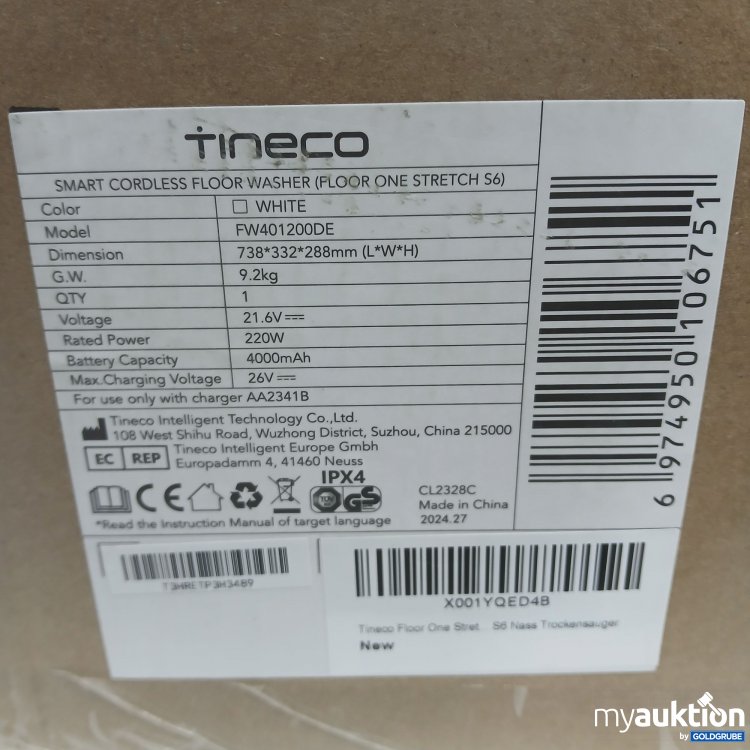 Tineco
SMART CORDLESS FLOOR WASHER (FLOOR ONE STRETCH S6)
Color □ WHITE
Model FW401200DE
Dimension 738*332*288mm (L*W*H)
G.W. 9.2kg
QTY 1
Voltage 21.6V⎓
Rated Power 220W
Battery Capacity 4000mAh
Max.Charging Voltage 26V⎓
For use only with charger AA2341B
Tineco Intelligent Technology Co.,Ltd.
108 West Shihu Road, Wuzhong District, Suzhou, China 215000
EC REP
Tineco Intelligent Europe Gmbh
Europadamm 4, 41460 Neuss
IPX4
CE
GS
*Read the Instruction Manual of target language
CL2328C
Made in China
2024.27
6 974950 106751
T3HRETP3H3489
X001YQED4B
Tineco Floor One Stret... S6 Nass Trockensauger
New
myauktion
by GOLDGRUBE